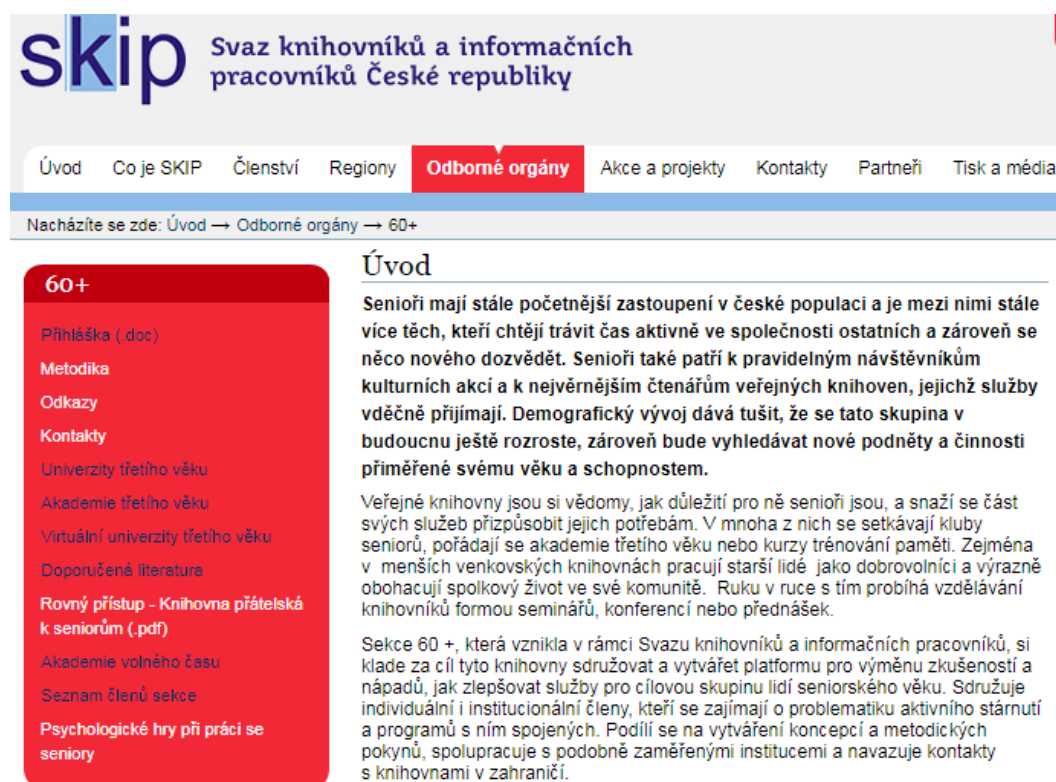 skip
Svaz knihovníků a informačních
pracovníků České republiky
Úvod Co je SKIP Členství Regiony Odborné orgány Akce a projekty Kontakty Partneři Tisk a média
Nacházíte se zde: Úvod → Odborné orgány → 60+
60+
Přihláška (.doc)
Metodika
Odkazy
Kontakty
Univerzity třetího věku
Akademie třetího věku
Virtuální univerzity třetího věku
Doporučená literatura
Rovný přístup - Knihovna přátelská
k seniorům (.pdf)
Akademie volného času
Seznam členů sekce
Psychologické hry při práci se
seniory
Úvod
Senioři mají stále početnější zastoupení v české populaci a je mezi nimi stále
více těch, kteří chtějí trávit čas aktivně ve společnosti ostatních a zároveň se
něco nového dozvědět. Senioři také patří k pravidelným návštěvníkům
kulturních akcí a k nejvěrnějším čtenářům veřejných knihoven, jejichž služby
vděčně přijímají. Demografický vývoj dává tušit, že se tato skupina v
budoucnu ještě rozroste, zároveň bude vyhledávat nové podněty a činnosti
přiměřené svému věku a schopnostem.
Veřejné knihovny jsou si vědomy, jak důležití pro ně senioři jsou, a snaží se část
svých služeb přizpůsobit jejich potřebám. V mnoha z nich se setkávají kluby
seniorů, pořádají se akademie třetího věku nebo kurzy trénování paměti. Zejména
v menších venkovských knihovnách pracují starší lidé jako dobrovolníci a výrazně
obohacují spolkový život ve své komunitě. Ruku v ruce s tím probíhá vzdělávání
knihovníků formou seminářů, konferencí nebo přednášek.
Sekce 60 +, která vznikla v rámci Svazu knihovníků a informačních pracovníků, si
klade za cíl tyto knihovny sdružovat a vytvářet platformu pro výměnu zkušeností a
nápadů, jak zlepšovat služby pro cílovou skupinu lidí seniorského věku. Sdružuje
individuální i institucionální členy, kteří se zajímají o problematiku aktivního stárnutí
a programů s ním spojených. Podílí se na vytváření koncepcí a metodických
pokynů, spolupracuje s podobně zaměřenými institucemi a navazuje kontakty
s knihovnami v zahraničí.